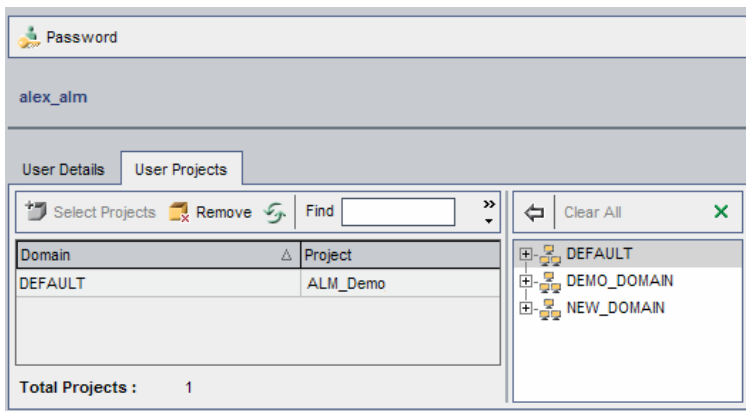 Password
alex_alm
User Details User Projects
Select Projects Remove Find
Clear All
Domain Project
DEFAULT ALM_Demo
Total Projects : 1
DEFAULT
DEMO_DOMAIN
NEW_DOMAIN